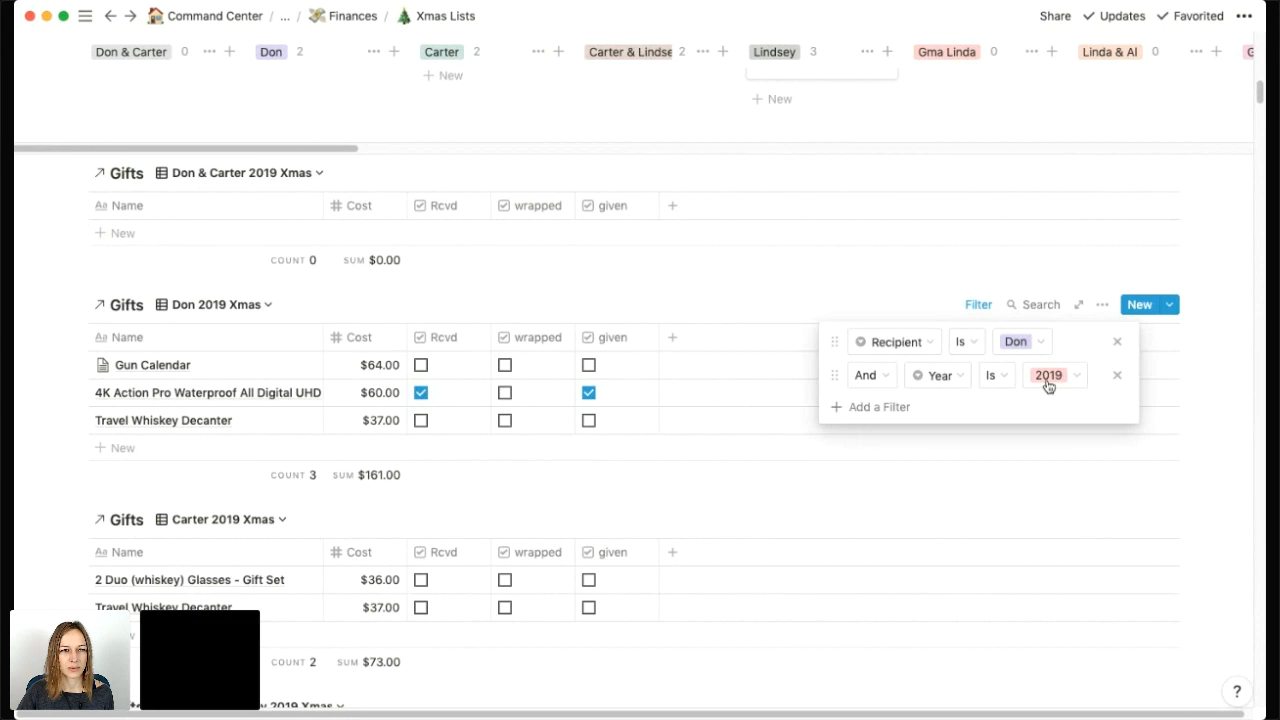 Command Center / ... / Finances / Xmas Lists Share Updates Favorited •••
Don & Carter 0 ••• + Don 2 ••• + Carter 2 ••• + Carter & Lindse 2 ••• + Lindsey 3 ••• + Gma Linda 0 ••• + Linda & Al 0 ••• + G
+ New
+ New
↗ Gifts Don & Carter 2019 Xmas
Aa Name # Cost Rcvd wrapped given +
+ New
COUNT 0 SUM $0.00
↗ Gifts Don 2019 Xmas Filter Search ••• New
Aa Name # Cost Rcvd wrapped given +
Recipient Is Don ×
Gun Calendar $64.00
And Year Is 2019 ×
4K Action Pro Waterproof All Digital UHD $60.00
+ Add a Filter
Travel Whiskey Decanter $37.00
+ New
COUNT 3 SUM $161.00
↗ Gifts Carter 2019 Xmas
Aa Name # Cost Rcvd wrapped given +
2 Duo (whiskey) Glasses - Gift Set $36.00
Travel Whiskey Decanter $37.00
COUNT 2 SUM $73.00
2019 Xmas
?